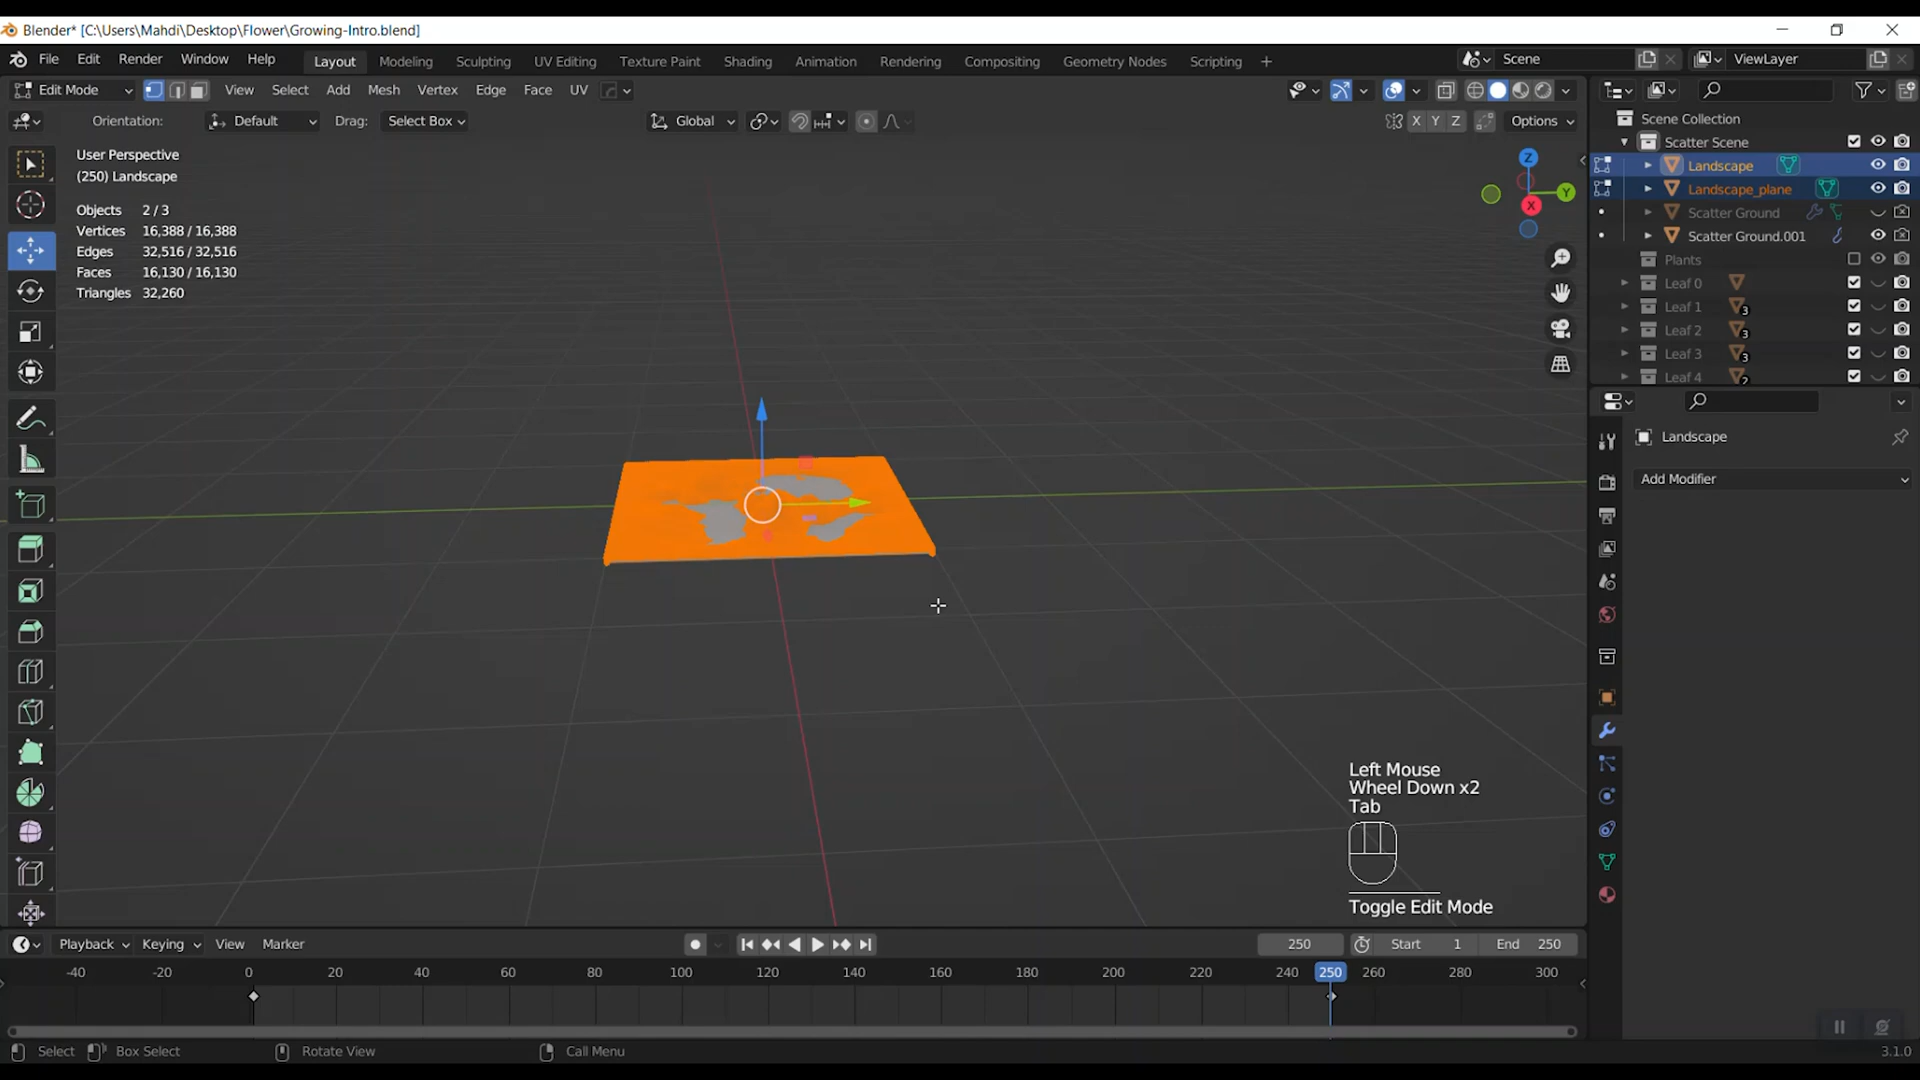 Blender* [C:\Users\Mahdi\Desktop\Flower\Growing-Intro.blend]
File Edit Render Window Help Layout Modeling Sculpting UV Editing Texture Paint Shading Animation Rendering Compositing Geometry Nodes Scripting + Scene ViewLayer
Edit Mode View Select Add Mesh Vertex Edge Face UV
Orientation: Default Drag: Select Box Global X Y Z Options
User Perspective
(250) Landscape
Objects 2 / 3
Vertices 16,388 / 16,388
Edges 32,516 / 32,516
Faces 16,130 / 16,130
Triangles 32,260
Z
Y
X
Scene Collection
Scatter Scene
Landscape
Landscape_plane
Scatter Ground
Scatter Ground.001
Plants
Leaf 0
Leaf 1 3
Leaf 2 3
Leaf 3 3
Leaf 4 2
Landscape
Add Modifier
Left Mouse
Wheel Down x2
Tab
Toggle Edit Mode
Playback Keying View Marker 250 Start 1 End 250
-40 -20 0 20 40 60 80 100 120 140 160 180 200 220 240 250 260 280 300
Select Box Select Rotate View Call Menu 3.1.0